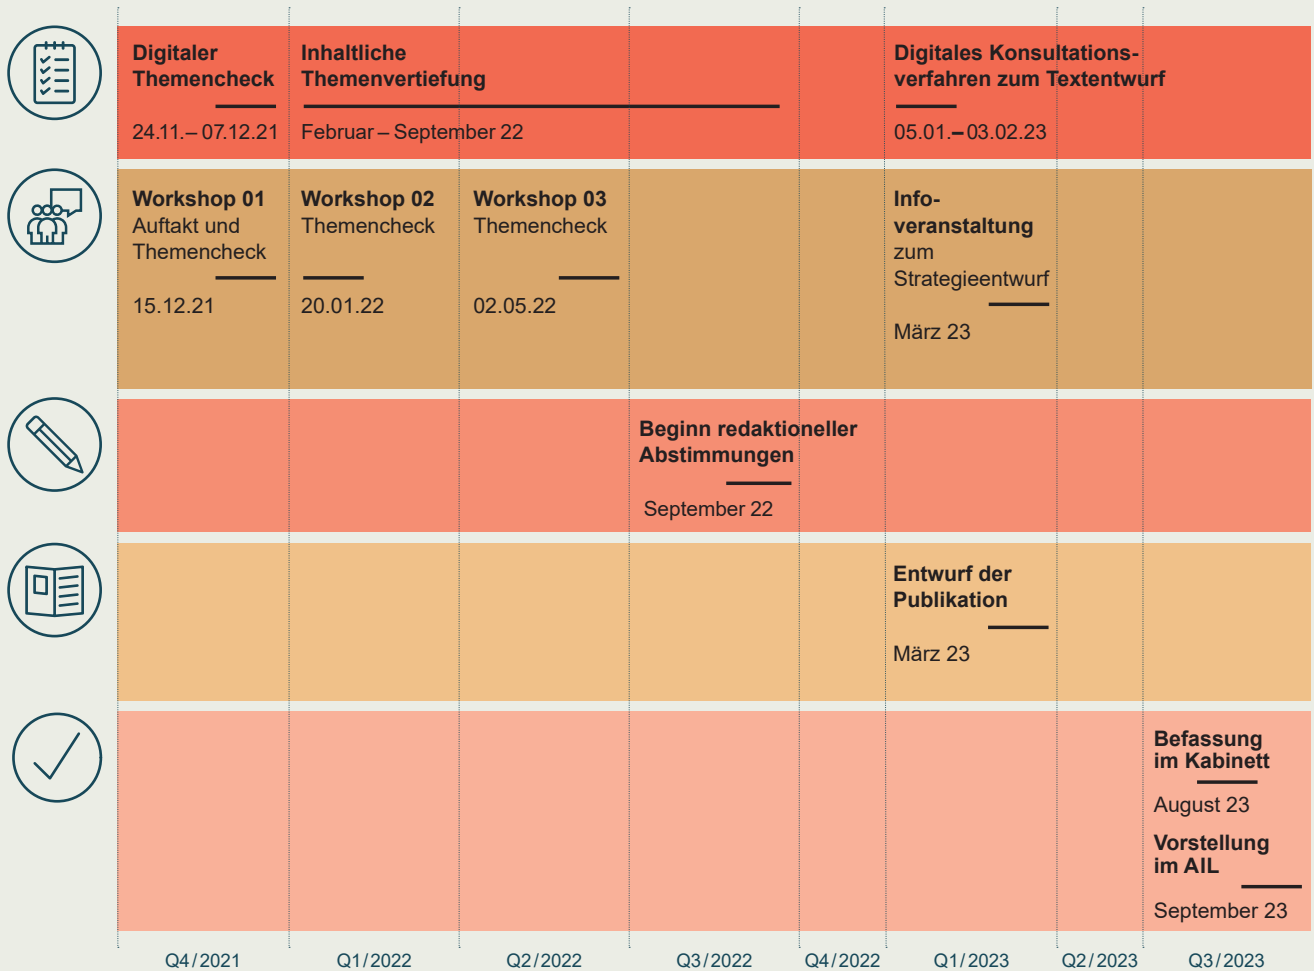 Digitaler
Themencheck
24.11.– 07.12.21
Inhaltliche
Themenvertiefung
Februar – September 22
Digitales Konsultations-
verfahren zum Textentwurf
05.01.– 03.02.23
Workshop 01
Auftakt und
Themencheck
15.12.21
Workshop 02
Themencheck
20.01.22
Workshop 03
Themencheck
02.05.22
Info-
veranstaltung
zum
Strategieentwurf
März 23
Beginn redaktioneller
Abstimmungen
September 22
Entwurf der
Publikation
März 23
Befassung
im Kabinett
August 23
Vorstellung
im AIL
September 23
Q4/2021 Q1/2022 Q2/2022 Q3/2022 Q4/2022 Q1/2023 Q2/2023 Q3/2023